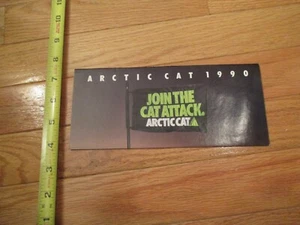 ARCTIC CAT 1990
JOIN THE
CAT ATTACK.
ARCTIC CAT